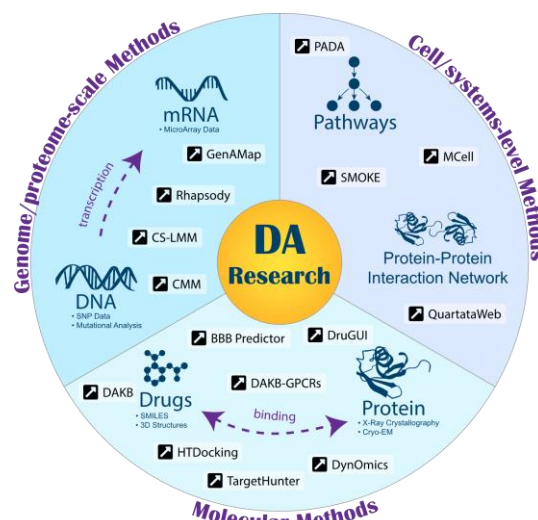 Genome/proteome-scale Methods
Cell/systems-level Methods
Molecular Methods
mRNA
• MicroArray Data
GenAMap
transcription
Rhapsody
CS-LMM
CMM
DNA
• SNP Data
• Mutational Analysis
PADA
Pathways
MCell
SMOKE
Protein-Protein
Interaction Network
QuartataWeb
DA
Research
BBB Predictor
DruGUI
DAKB
DAKB-GPCRs
Drugs
• SMILES
• 3D Structures
binding
Protein
• X-Ray Crystallography
• Cryo-EM
HTDocking
DynOmics
TargetHunter